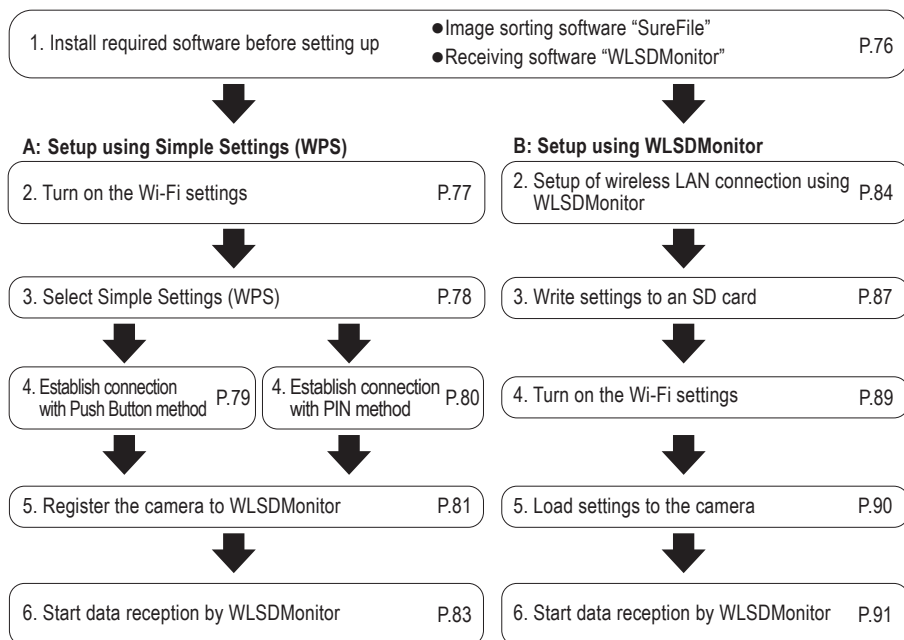 1. Install required software before setting up
●Image sorting software “SureFile”
●Receiving software “WLSDMonitor”
P.76
A: Setup using Simple Settings (WPS)
2. Turn on the Wi-Fi settings P.77
3. Select Simple Settings (WPS) P.78
4. Establish connection
with Push Button method P.79
4. Establish connection
with PIN method P.80
5. Register the camera to WLSDMonitor P.81
6. Start data reception by WLSDMonitor P.83
B: Setup using WLSDMonitor
2. Setup of wireless LAN connection using
WLSDMonitor P.84
3. Write settings to an SD card P.87
4. Turn on the Wi-Fi settings P.89
5. Load settings to the camera P.90
6. Start data reception by WLSDMonitor P.91